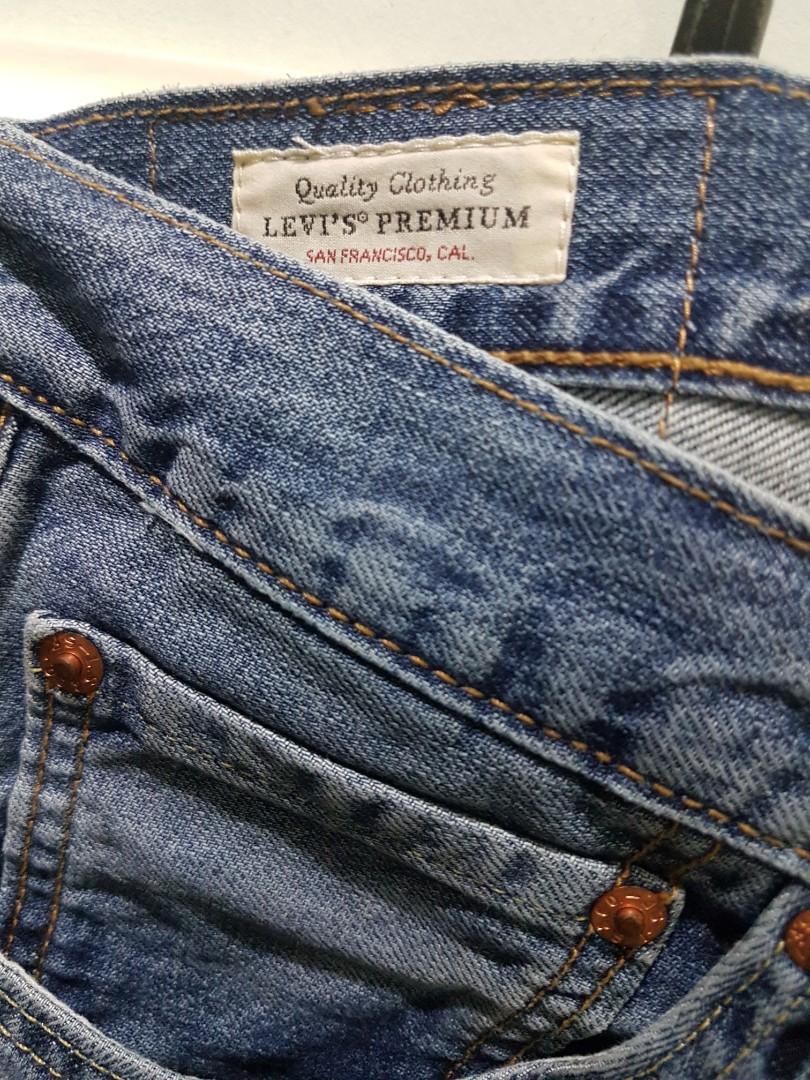 Quality Clothing
LEVI'S® PREMIUM
SAN FRANCISCO, CAL.